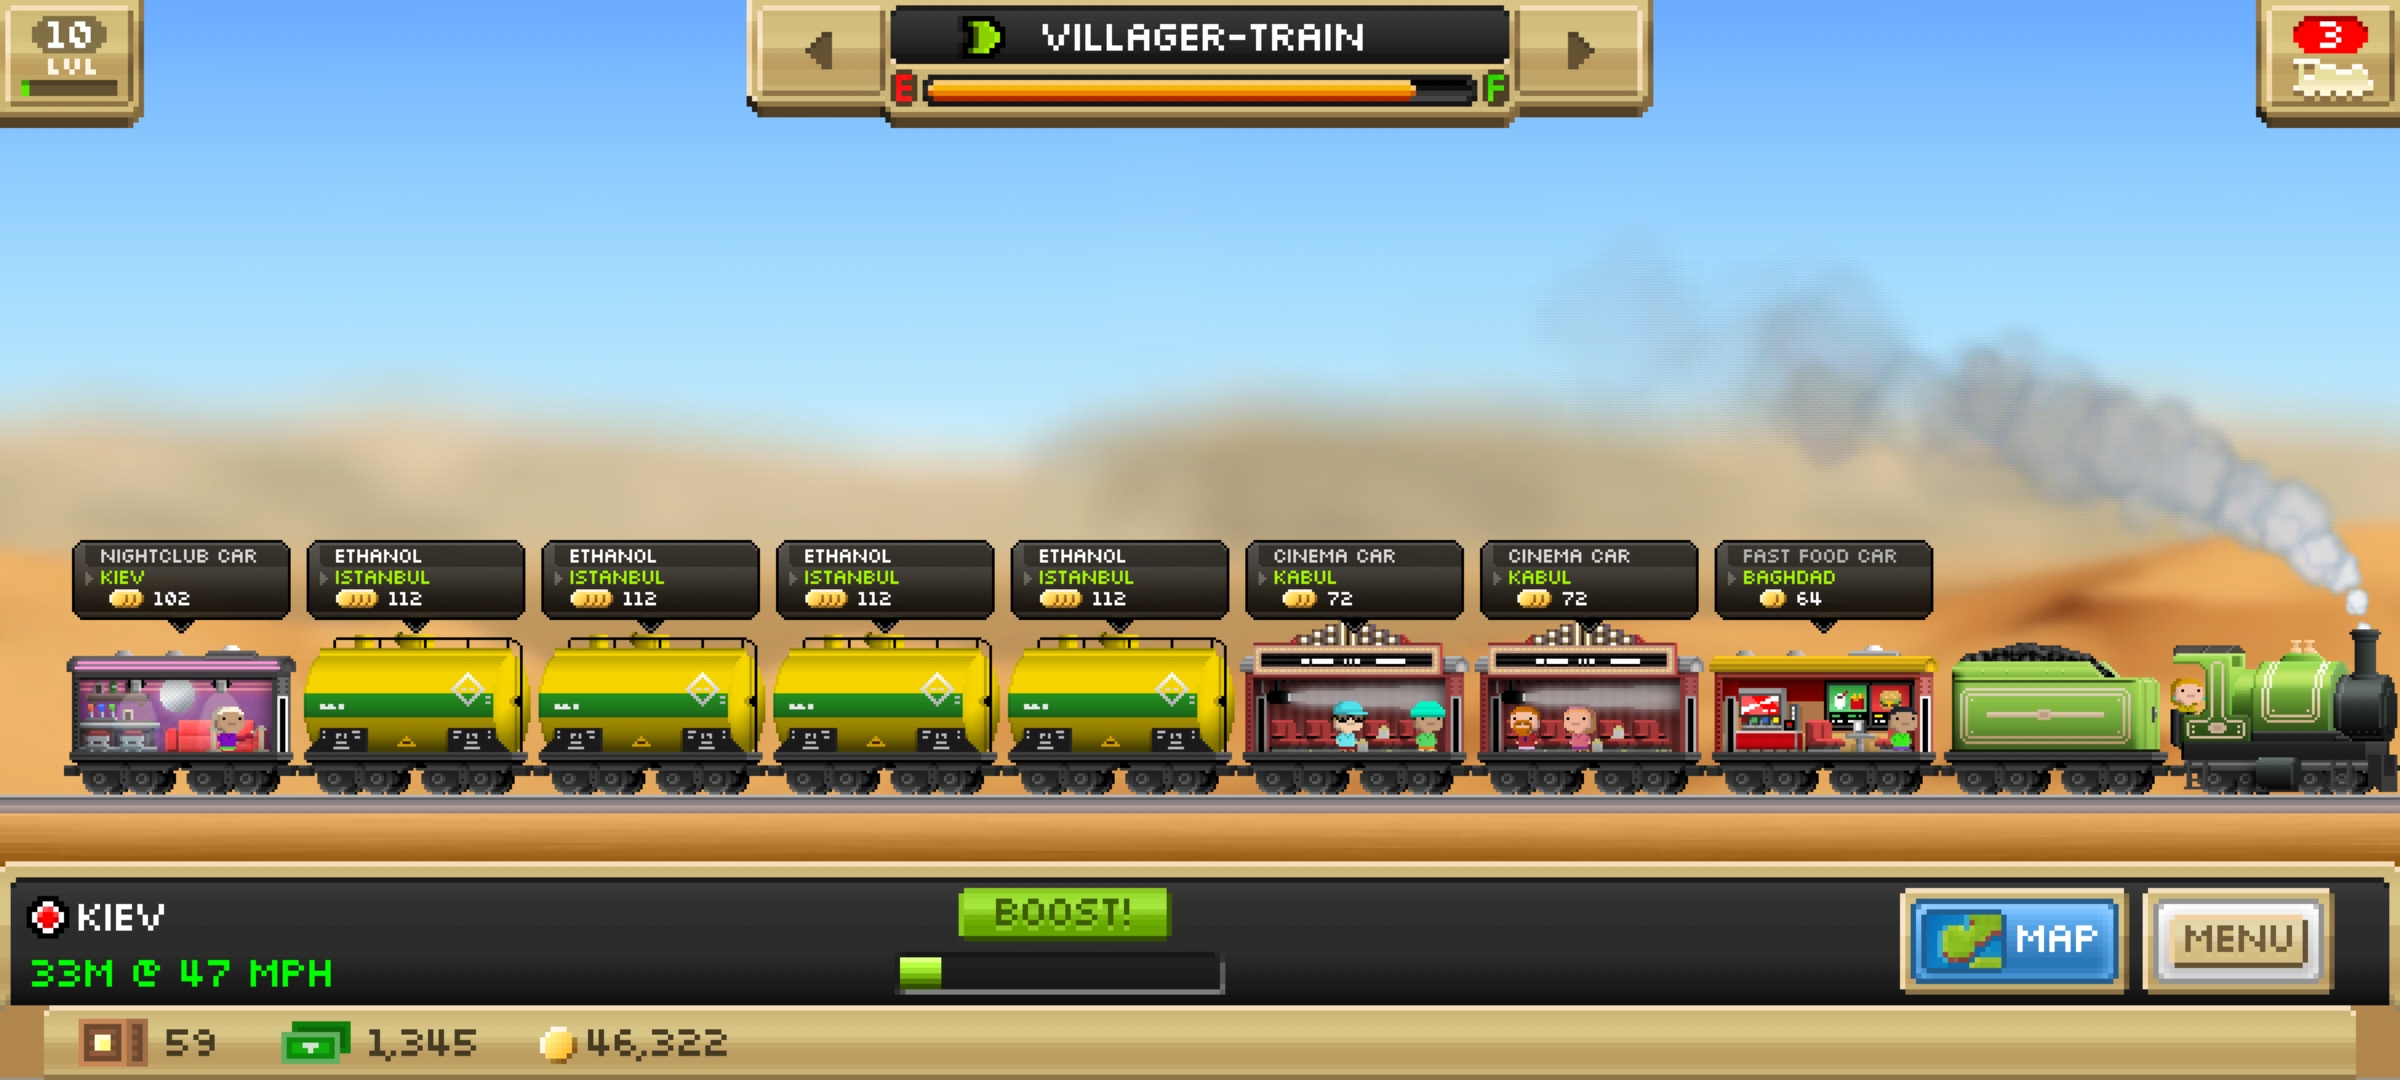 10
LVL
VILLAGER-TRAIN
E F
3
NIGHTCLUB CAR
KIEV
102
ETHANOL
ISTANBUL
112
ETHANOL
ISTANBUL
112
ETHANOL
ISTANBUL
112
ETHANOL
ISTANBUL
112
CINEMA CAR
KABUL
72
CINEMA CAR
KABUL
72
FAST FOOD CAR
BAGHDAD
64
KIEV
33M @ 47 MPH
BOOST!
MAP
MENU
59
1,345
46,322